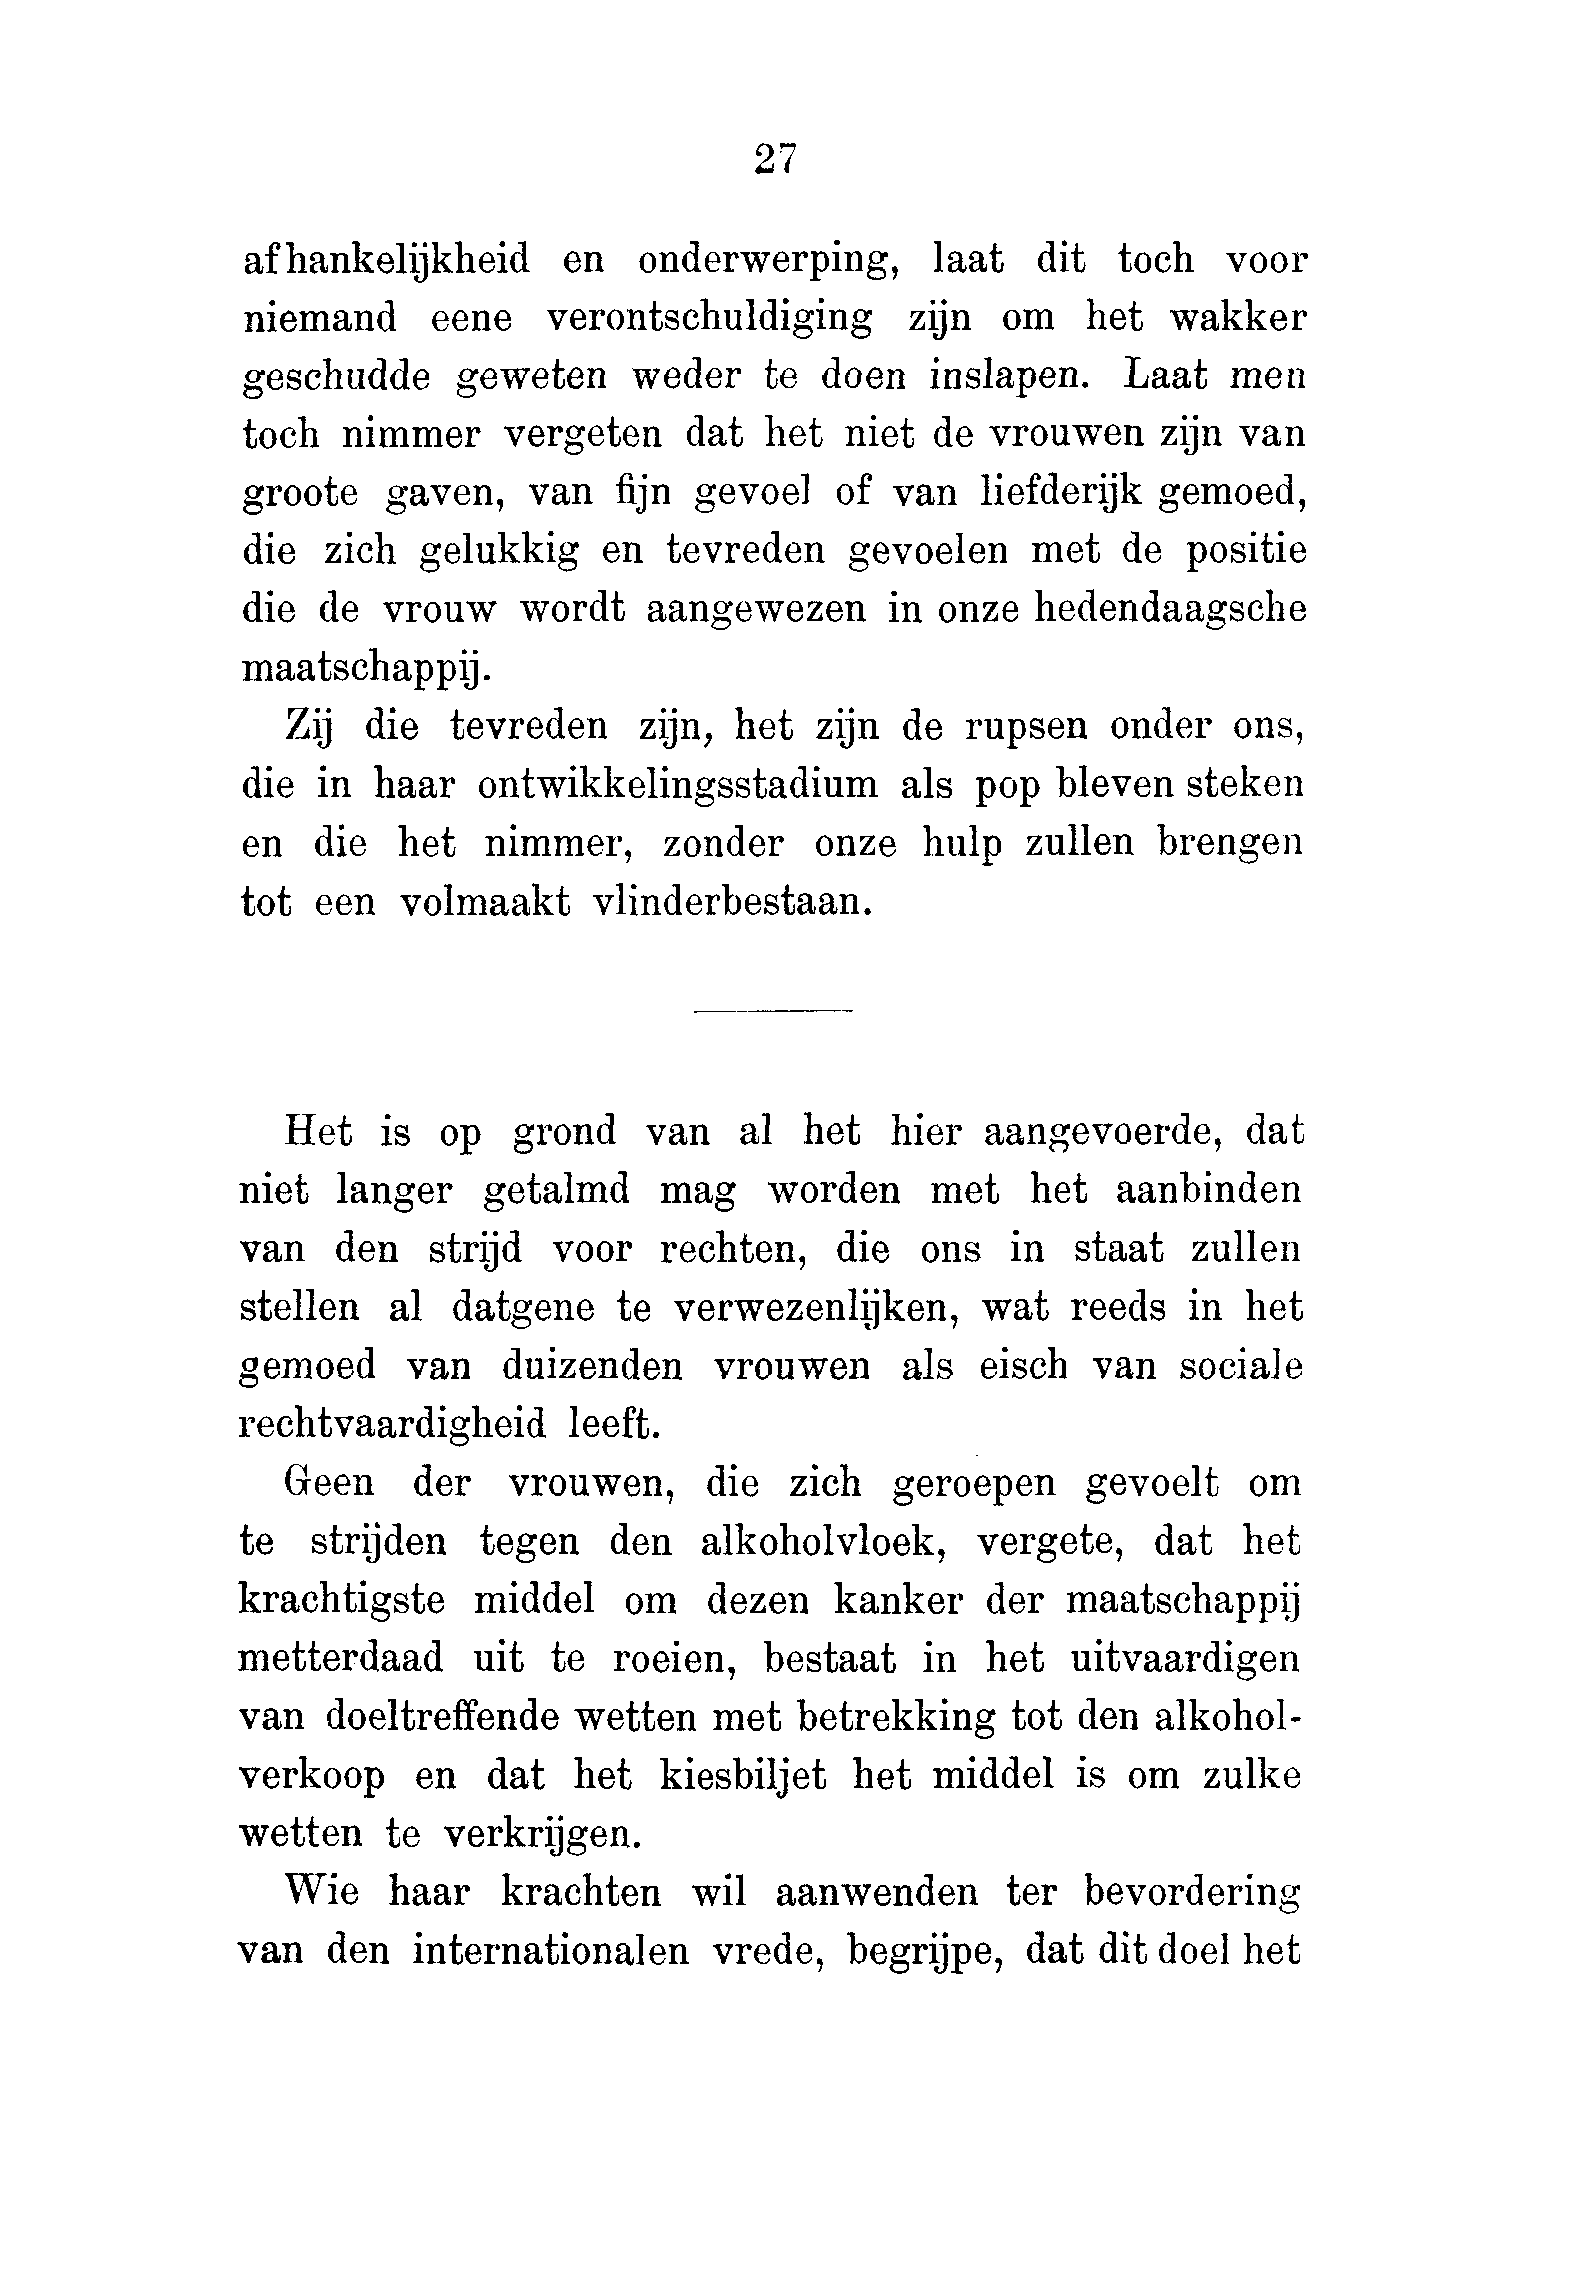 27
afhankelijkheid en onderwerping, laat dit toch voor
niemand eene verontschuldiging zijn om het wakker
geschudde geweten weder te doen inslapen. Laat men
toch nimmer vergeten dat het niet de vrouwen zijn van
groote gaven, van fijn gevoel of van liefderijk gemoed,
die zich gelukkig en tevreden gevoelen met de positie
die de vrouw wordt aangewezen in onze hedendaagsche
maatschappij.
Zij die tevreden zijn, het zijn de rupsen onder ons,
die in haar ontwikkelingsstadium als pop bleven steken
en die het nimmer, zonder onze hulp zullen brengen
tot een volmaakt vlinderbestaan.
Het is op grond van al het hier aangevoerde, dat
niet langer getalmd mag worden met het aanbinden
van den strijd voor rechten, die ons in staat zullen
stellen al datgene te verwezenlijken, wat reeds in het
gemoed van duizenden vrouwen als eisch van sociale
rechtvaardigheid leeft.
Geen der vrouwen, die zich geroepen gevoelt om
te strijden tegen den alkoholvloek, vergete, dat het
krachtigste middel om dezen kanker der maatschappij
metterdaad uit te roeien, bestaat in het uitvaardigen
van doeltreffende wetten met betrekking tot den alkohol-
verkoop en dat het kiesbiljet het middel is om zulke
wetten te verkrijgen.
Wie haar krachten wil aanwenden ter bevordering
van den internationalen vrede, begrijpe, dat dit doel het